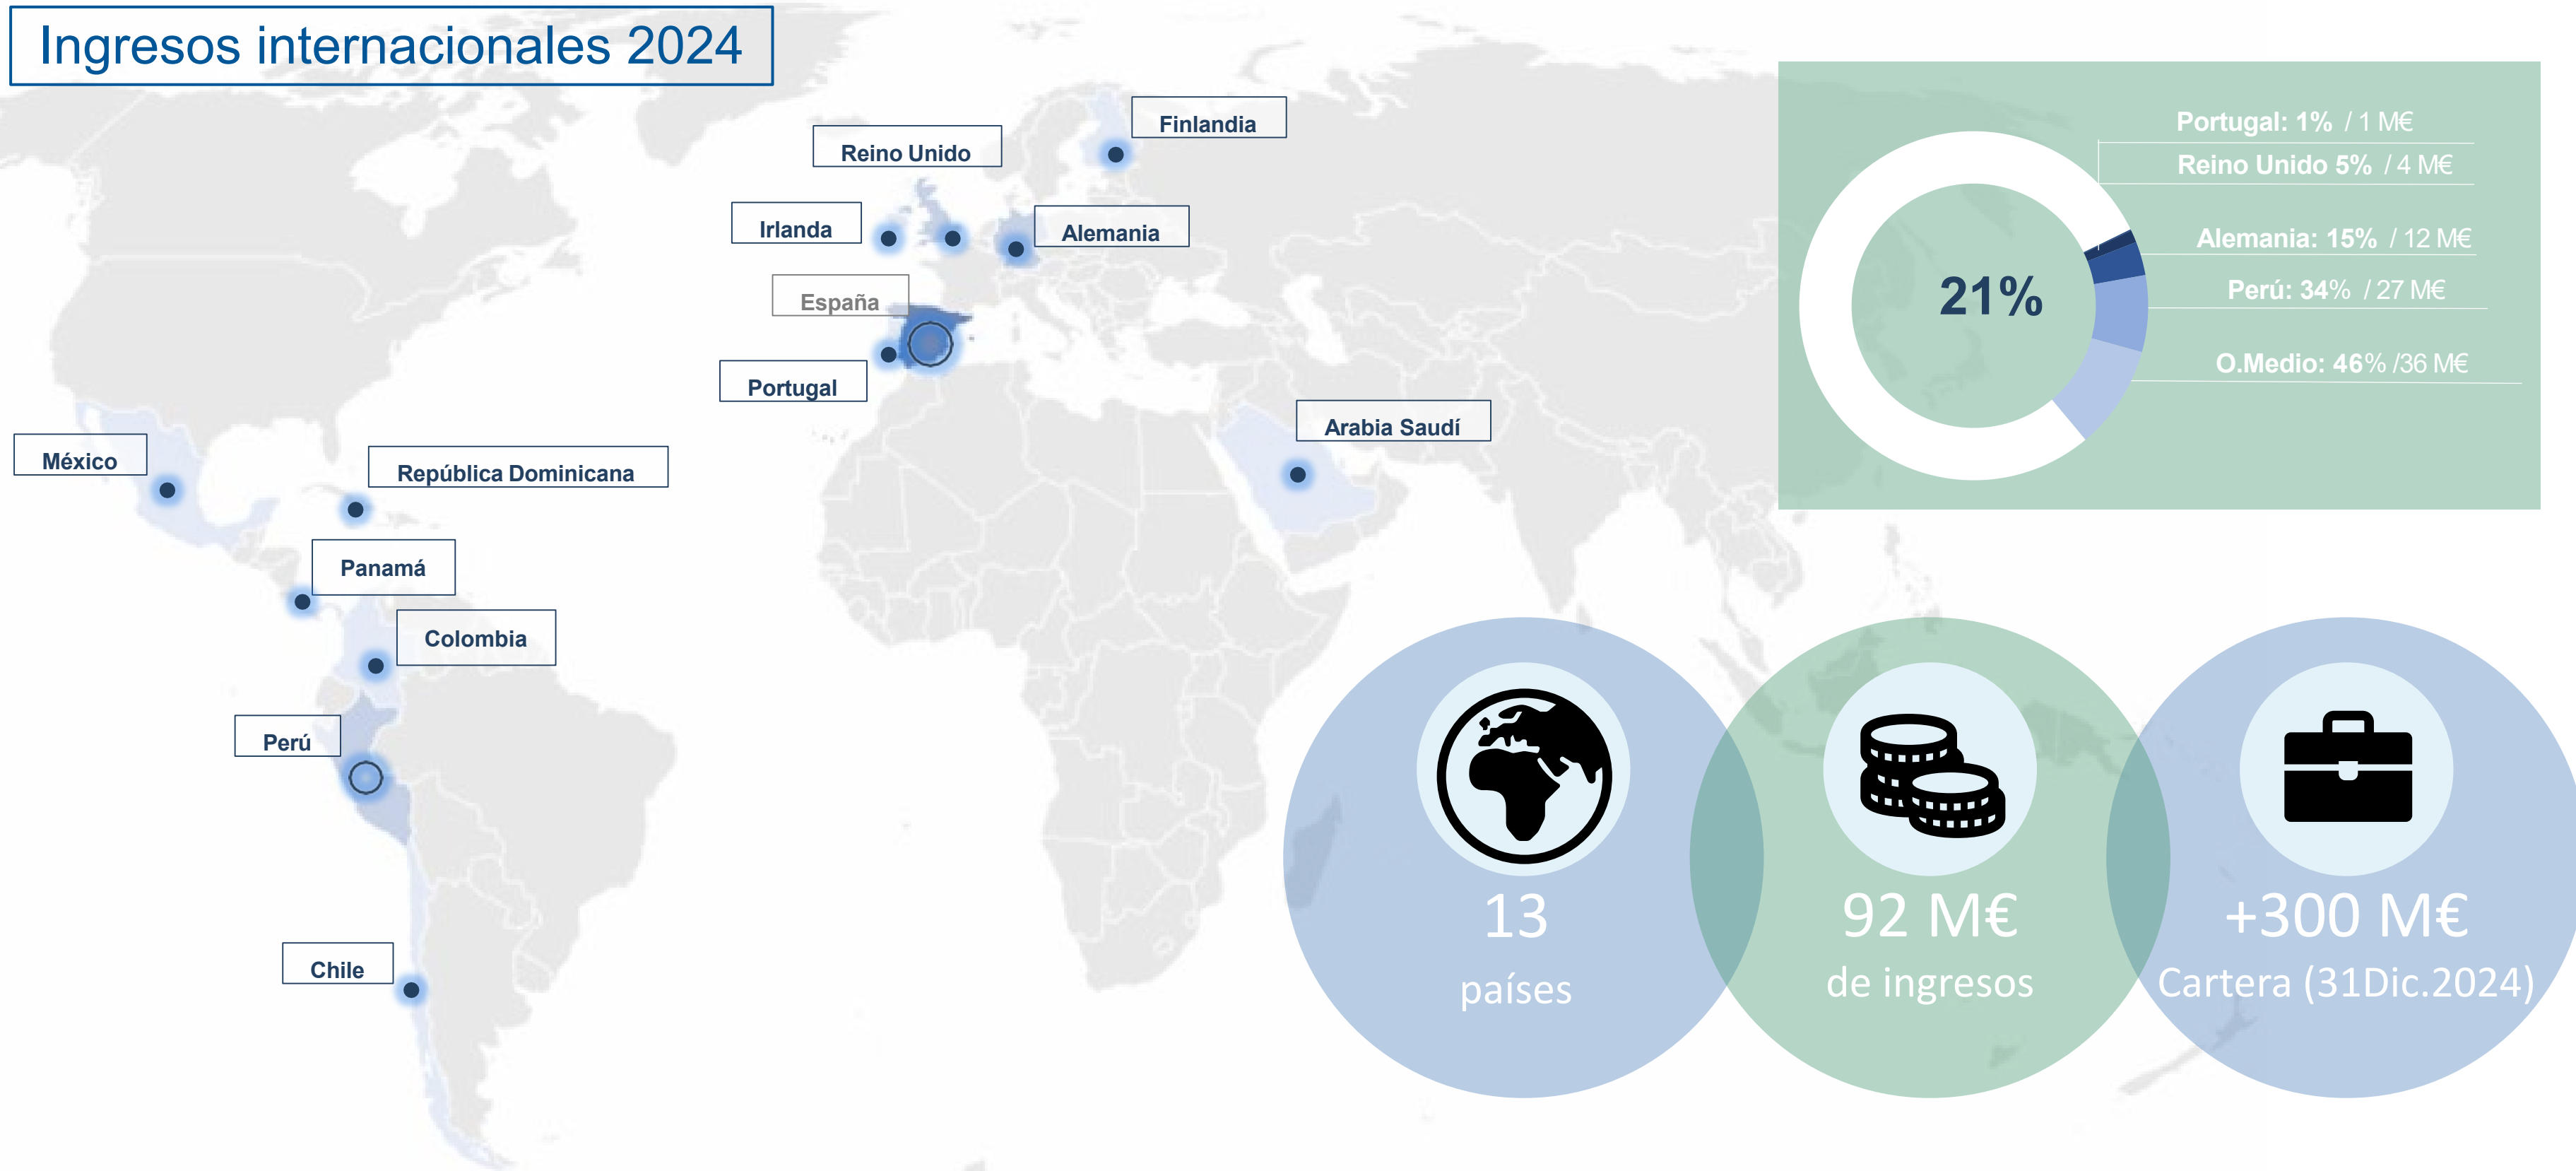 Ingresos internacionales 2024
Finlandia
Reino Unido
Irlanda
Alemania
España
Portugal
Arabia Saudí
México
República Dominicana
Panamá
Colombia
Perú
Chile
21%
Portugal: 1% / 1 M€
Reino Unido 5% / 4 M€
Alemania: 15% / 12 M€
Perú: 34% / 27 M€
O.Medio: 46% /36 M€
13
países
92 M€
de ingresos
+300 M€
Cartera (31Dic.2024)